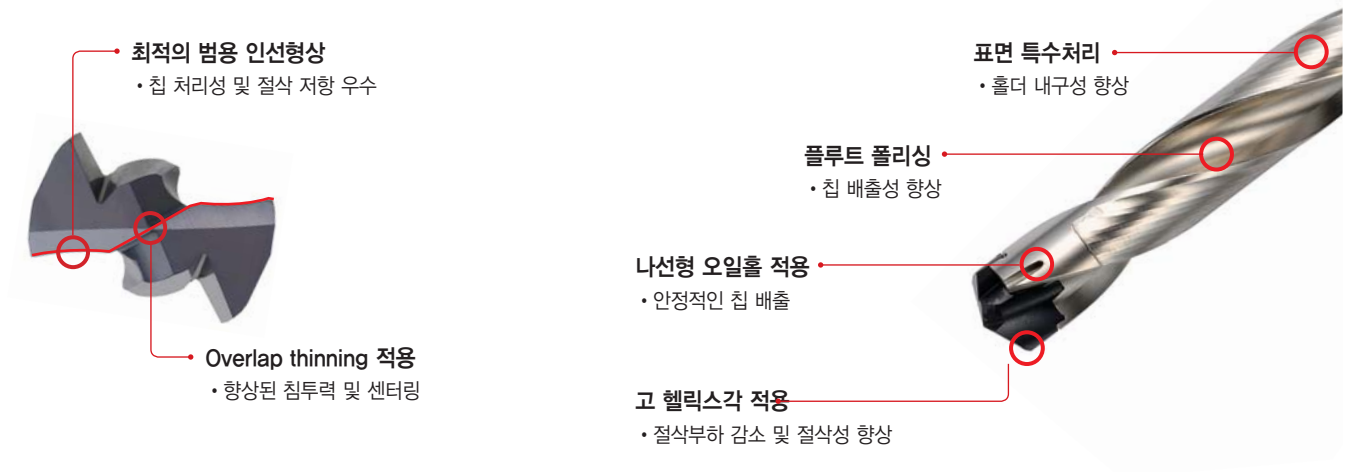 최적의 범용 인선형상
• 칩 처리성 및 절삭 저항 우수
Overlap thinning 적용
• 향상된 침투력 및 센터링
표면 특수처리
• 홀더 내구성 향상
플루트 폴리싱
• 칩 배출성 향상
나선형 오일홀 적용
• 안정적인 칩 배출
고 헬릭스각 적용
• 절삭부하 감소 및 절삭성 향상